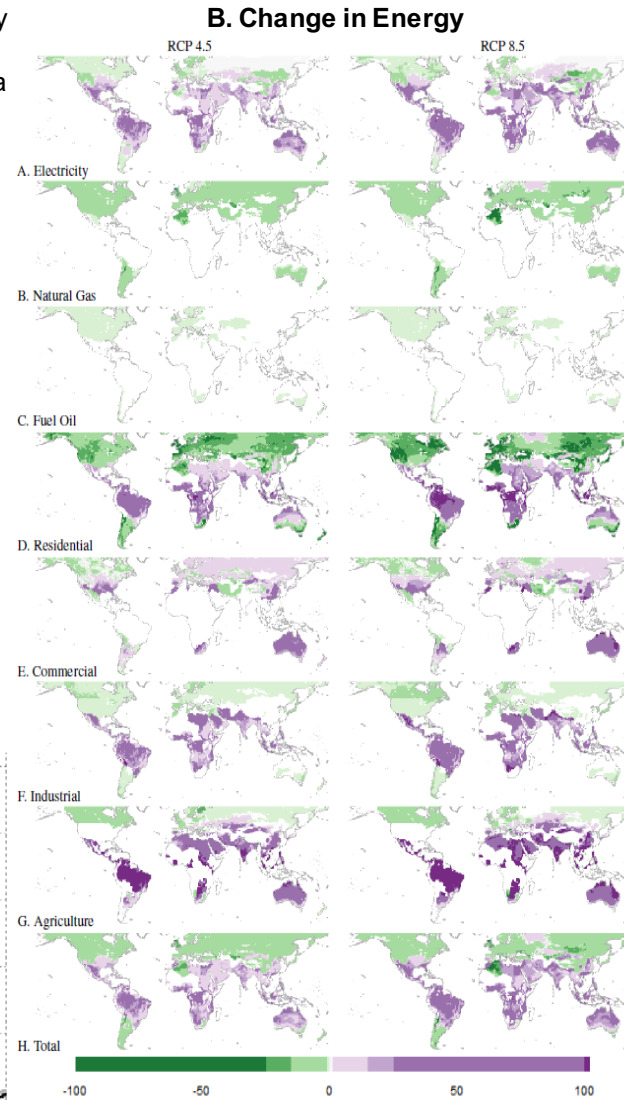 y
B. Change in Energy
RCP 4.5
RCP 8.5
a
A. Electricity
B. Natural Gas
C. Fuel Oil
D. Residential
E. Commercial
F. Industrial
G. Agriculture
H. Total
-100
-50
0
50
100